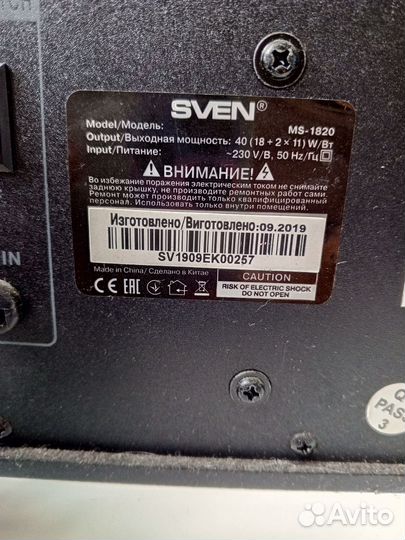 SVEN®
Model/Модель: MS-1820
Output/Выходная мощность: 40 (18 + 2 × 11) W/Вт
Input/Питание: ~230 V/В, 50 Hz/Гц
ВНИМАНИЕ!
Во избежание поражения электрическим током не снимайте
заднюю крышку, не производите ремонтных работ сами.
Ремонт может производить только квалифицированный
персонал. Использовать только внутри помещений.
Изготовлено/Виготовлено:09.2019
SV1909EK00257
Made in China/Сделано в Китае
CAUTION
RISK OF ELECTRIC SHOCK
DO NOT OPEN
CE EAC
IN
PASS
3
Avito